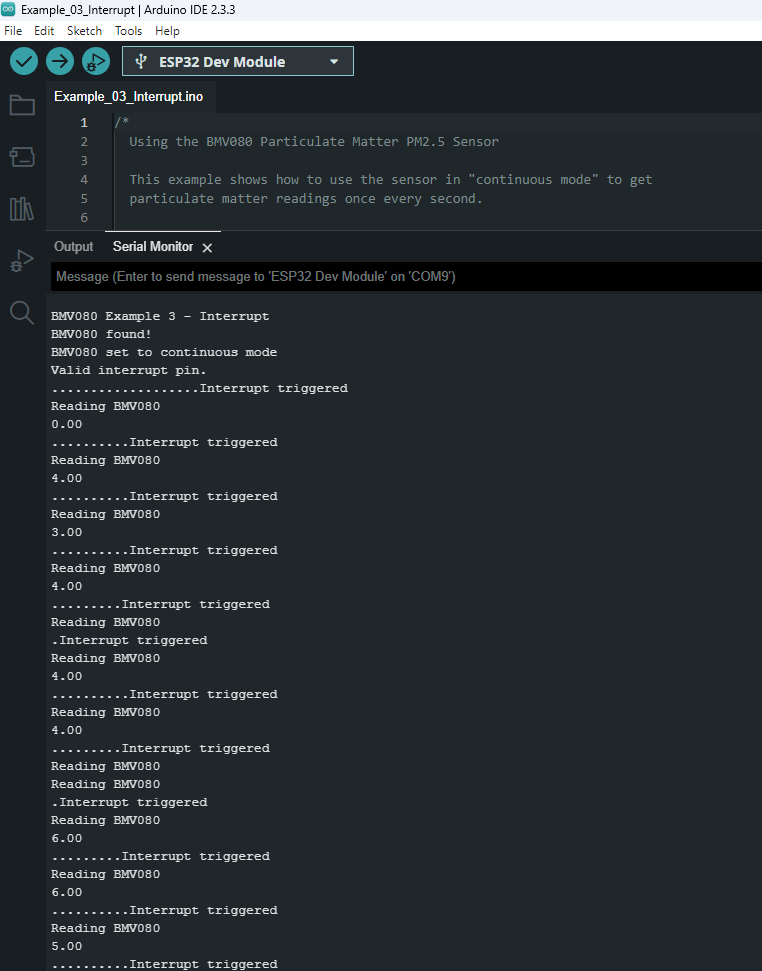 Example_03_Interrupt | Arduino IDE 2.3.3
File Edit Sketch Tools Help
ESP32 Dev Module
Example_03_Interrupt.ino
1 /*
2 Using the BMV080 Particulate Matter PM2.5 Sensor
3
4 This example shows how to use the sensor in "continuous mode" to get
5 particulate matter readings once every second.
6
Output Serial Monitor
Message (Enter to send message to 'ESP32 Dev Module' on 'COM9')
BMV080 Example 3 - Interrupt
BMV080 found!
BMV080 set to continuous mode
Valid interrupt pin.
...................Interrupt triggered
Reading BMV080
0.00
..........Interrupt triggered
Reading BMV080
4.00
..........Interrupt triggered
Reading BMV080
3.00
..........Interrupt triggered
Reading BMV080
4.00
.........Interrupt triggered
Reading BMV080
.Interrupt triggered
Reading BMV080
4.00
..........Interrupt triggered
Reading BMV080
4.00
.........Interrupt triggered
Reading BMV080
Reading BMV080
.Interrupt triggered
Reading BMV080
6.00
.........Interrupt triggered
Reading BMV080
6.00
..........Interrupt triggered
Reading BMV080
5.00
..........Interrupt triggered